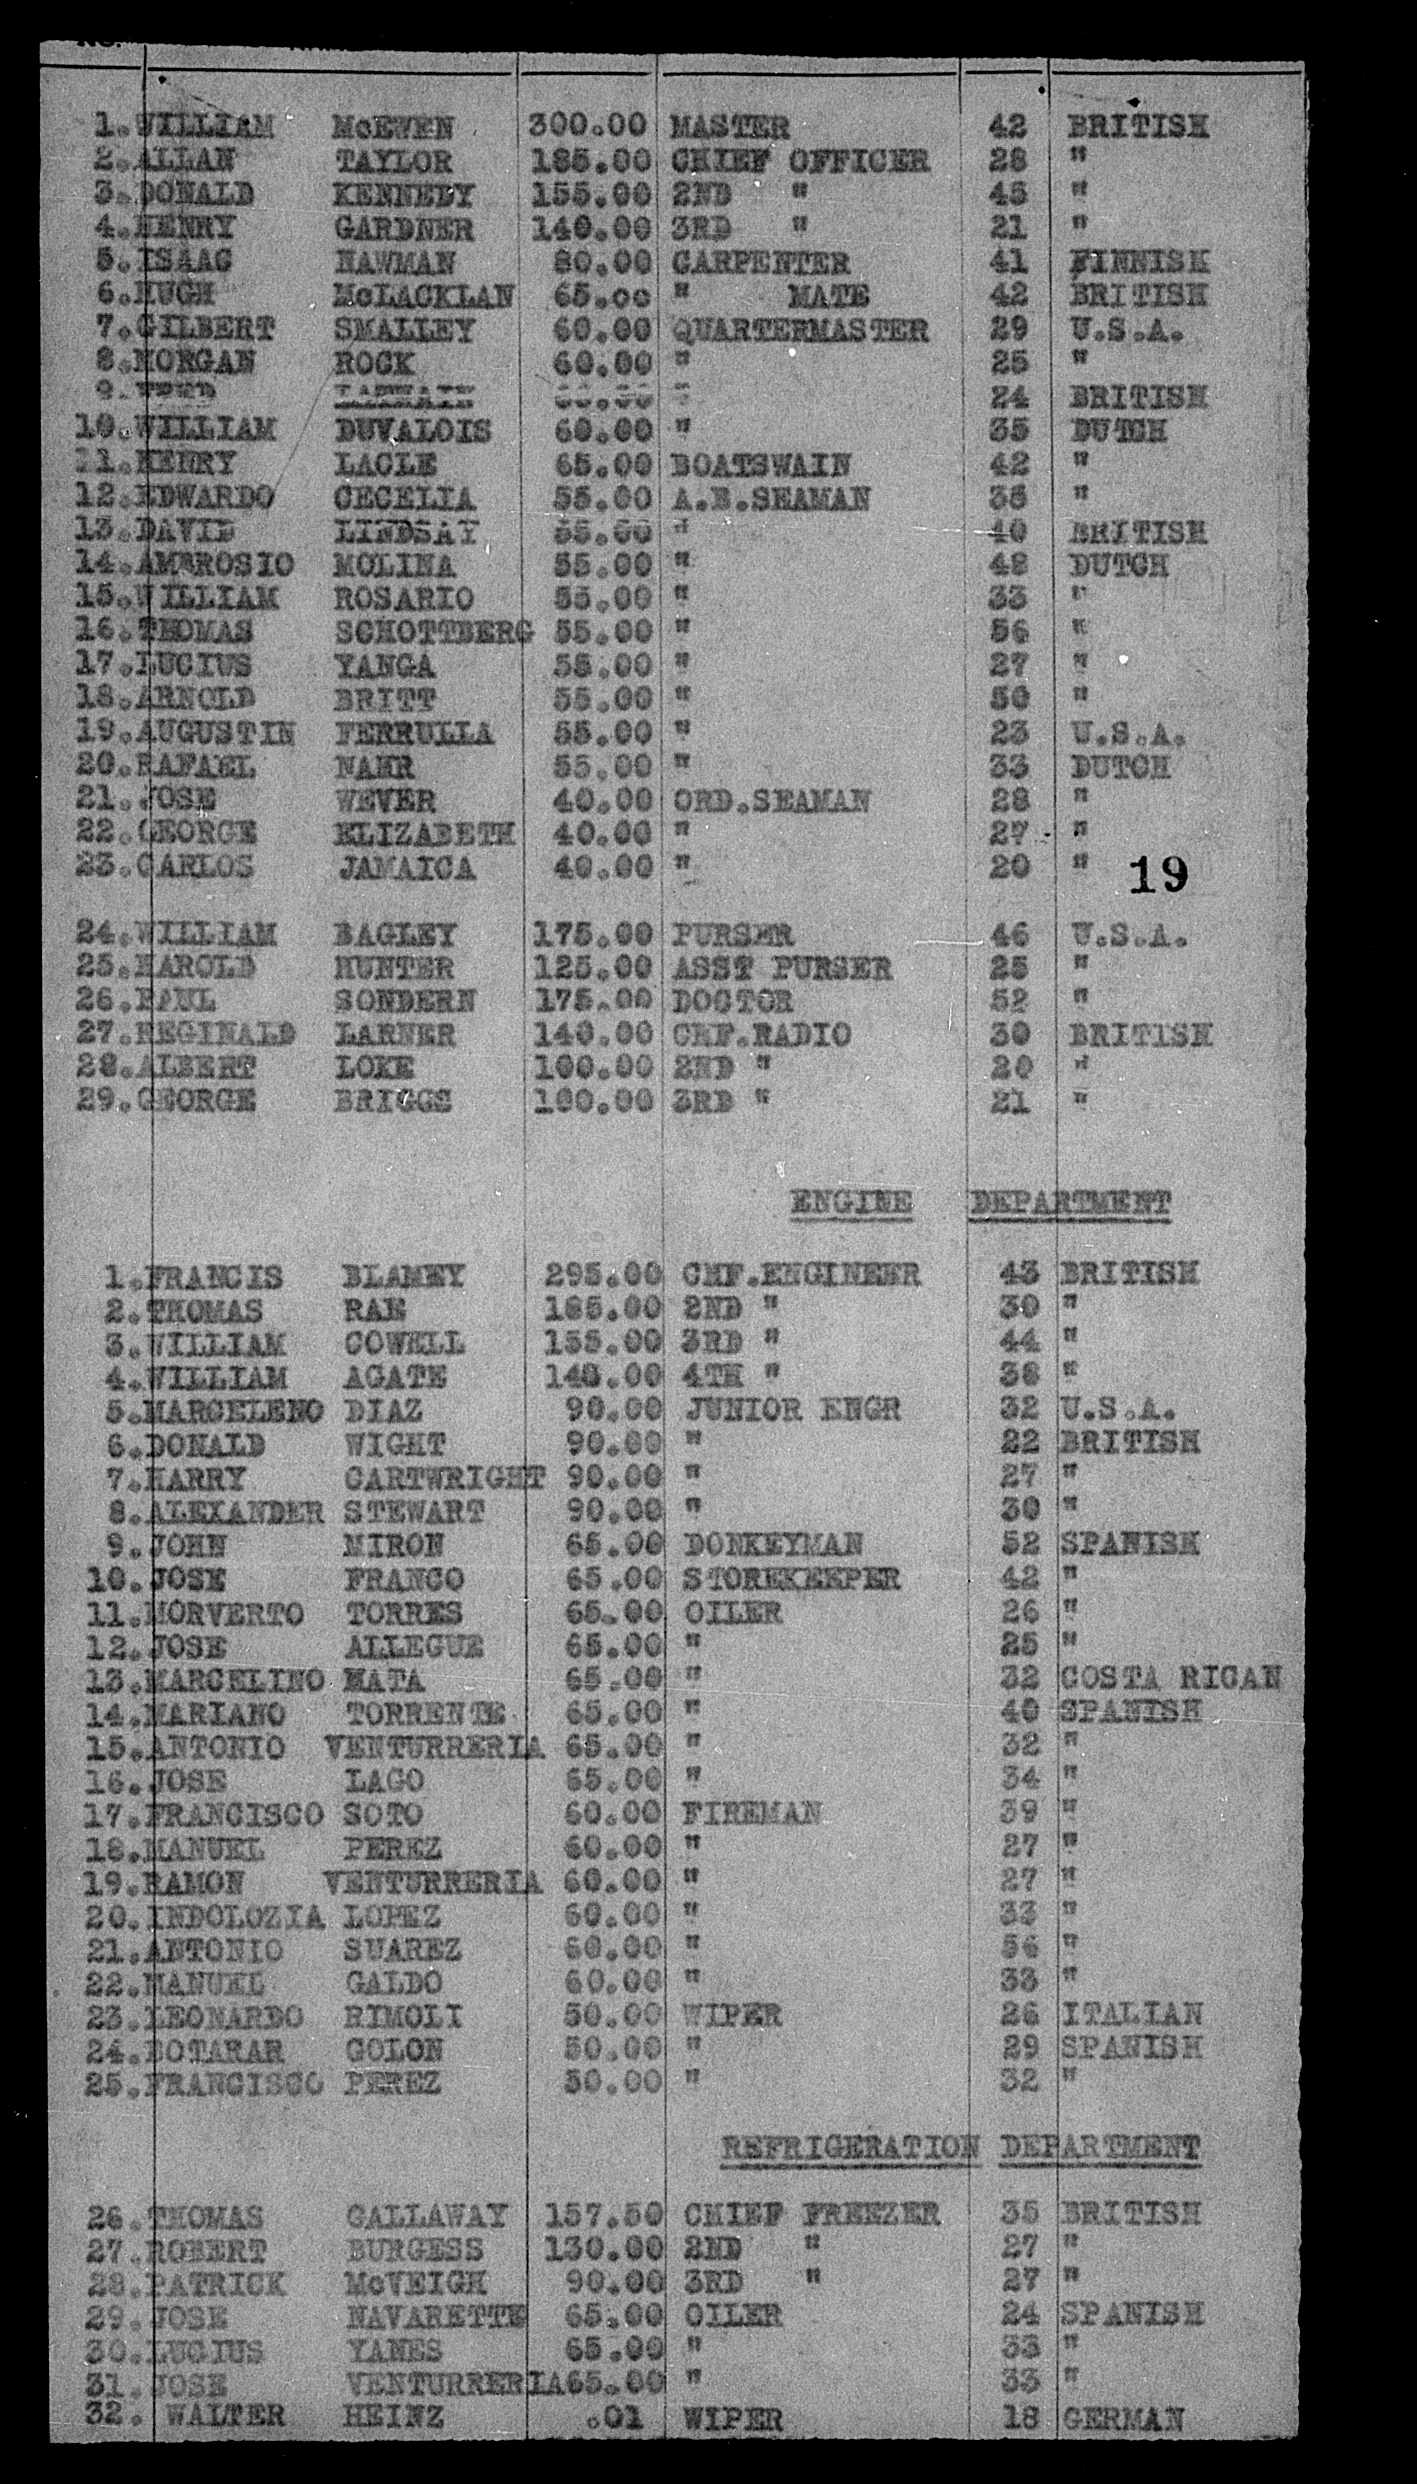 NO.
1. WILLIAM McEWEN 300.00 MASTER 42 BRITISH
2. ALLAN TAYLOR 185.00 CHIEF OFFICER 28 "
3. DONALD KENNEDY 155.00 2ND " 45 "
4. HENRY GARDNER 140.00 3RD " 21 "
5. ISAAC NAWMAN 80.00 CARPENTER 41 FINNISH
6. HUGH McLACKLAN 65.00 " MATE 42 BRITISH
7. GILBERT SMALLEY 60.00 QUARTERMASTER 29 U.S.A.
8. MORGAN ROCK 60.00 " 25 "
9. FRED 60.00 " 24 BRITISH
10. WILLIAM DUVALOIS 60.00 " 35 DUTCH
11. HENRY LACLE 65.00 BOATSWAIN 42 "
12. EDWARDO CECELIA 55.00 A.B.SEAMAN 35 "
13. DAVID LINDSAY 55.00 " 40 BRITISH
14. AMBROSIO MOLINA 55.00 " 48 DUTCH
15. WILLIAM ROSARIO 55.00 " 33 "
16. THOMAS SCHOTTBERG 55.00 " 56 "
17. LUCIUS YANGA 55.00 " 27 "
18. ARNOLD BRITT 55.00 " 50 "
19. AUGUSTIN FERRULLA 55.00 " 23 U.S.A.
20. RAFAEL NAHR 55.00 " 33 DUTCH
21. JOSE WEVER 40.00 ORD.SEAMAN 28 "
22. GEORGE ELIZABETH 40.00 " 27 "
23. CARLOS JAMAICA 40.00 " 20 " 19
24. WILLIAM BAGLEY 175.00 PURSER 46 U.S.A.
25. HAROLD HUNTER 125.00 ASST PURSER 25 "
26. PAUL SONDERN 175.00 DOCTOR 52 "
27. REGINALD LARNER 140.00 CHF.RADIO 30 BRITISH
28. ALBERT LOKE 100.00 2ND " 20 "
29. GEORGE BRIGGS 100.00 3RD " 21 "
ENGINE DEPARTMENT
1. FRANCIS BLAMEY 295.00 CHF.ENGINEER 43 BRITISH
2. THOMAS RAE 185.00 2ND " 30 "
3. WILLIAM COWELL 155.00 3RD " 44 "
4. WILLIAM AGATE 140.00 4TH " 38 "
5. MARCELENO DIAZ 90.00 JUNIOR ENGR 32 U.S.A.
6. DONALD WIGHT 90.00 " 22 BRITISH
7. HARRY CARTWRIGHT 90.00 " 27 "
8. ALEXANDER STEWART 90.00 " 30 "
9. JOHN MIRON 65.00 DONKEYMAN 52 SPANISH
10. JOSE FRANCO 65.00 STOREKEEPER 42 "
11. NORVERTO TORRES 65.00 OILER 26 "
12. JOSE ALLEGUE 65.00 " 25 "
13. MARCELINO MATA 65.00 " 32 COSTA RICAN
14. MARIANO TORRENTE 65.00 " 40 SPANISH
15. ANTONIO VENTURRERIA 65.00 " 32 "
16. JOSE LAGO 65.00 " 34 "
17. FRANCISCO SOTO 60.00 FIREMAN 39 "
18. MANUEL PEREZ 60.00 " 27 "
19. RAMON VENTURRERIA 60.00 " 27 "
20. INDOLOZIA LOPEZ 60.00 " 33 "
21. ANTONIO SUAREZ 60.00 " 56 "
22. MANUEL GALDO 60.00 " 33 "
23. LEONARDO RIMOLI 50.00 WIPER 26 ITALIAN
24. BOTARAR COLON 50.00 " 29 SPANISH
25. FRANCISCO PEREZ 50.00 " 32 "
REFRIGERATION DEPARTMENT
26. THOMAS CALLAWAY 157.50 CHIEF FREEZER 35 BRITISH
27. ROBERT BURGESS 130.00 2ND " 27 "
28. PATRICK McVEIGH 90.00 3RD " 27 "
29. JOSE NAVARETTE 65.00 OILER 24 SPANISH
30. LUCIUS YANES 65.00 " 33 "
31. JOSE VENTURRERIA 65.00 " 33 "
32. WALTER HEINZ .01 WIPER 18 GERMAN